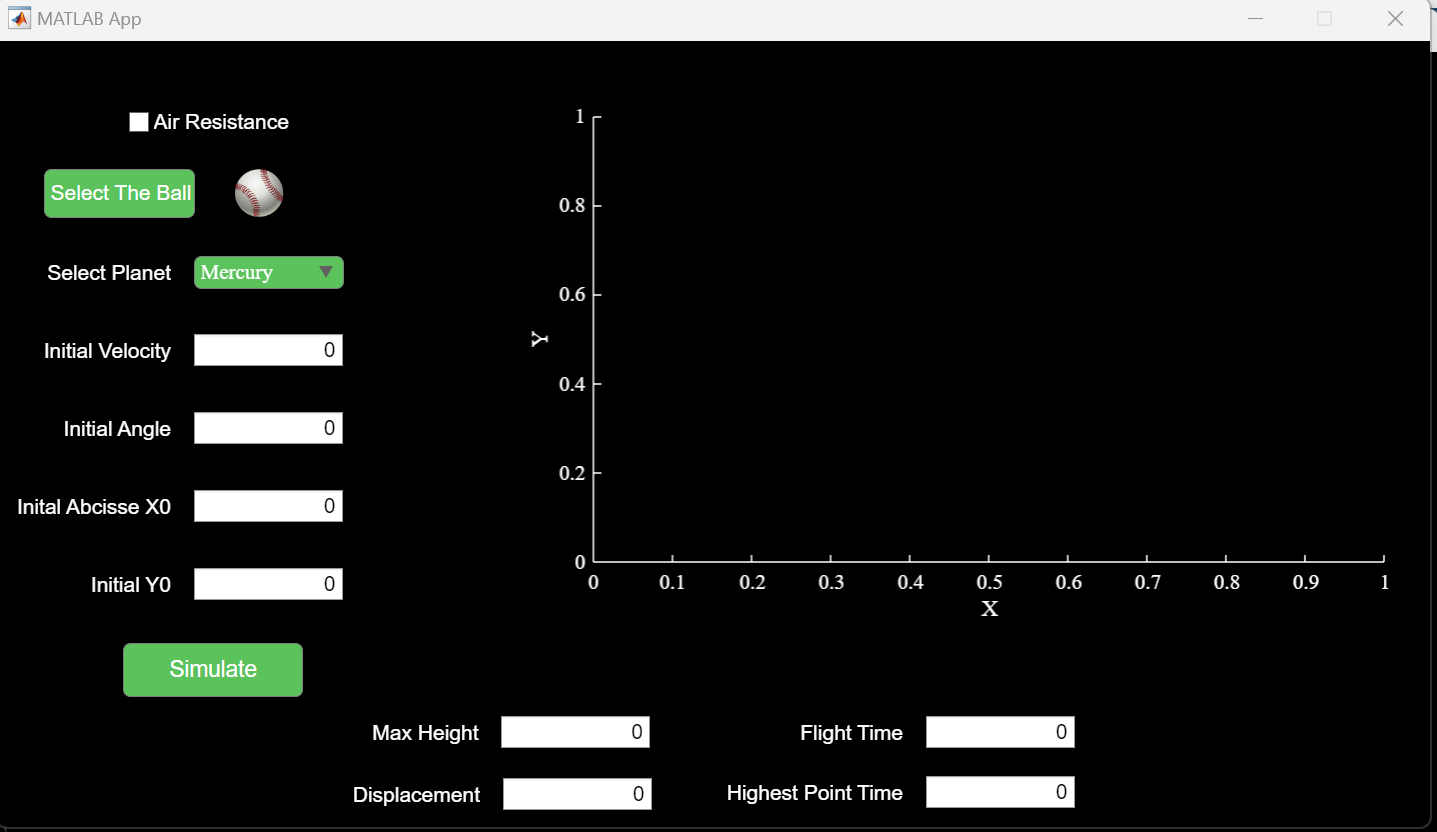 MATLAB App
Air Resistance
Select The Ball
Select Planet Mercury
Initial Velocity 0
Initial Angle 0
Inital Abcisse X0 0
Initial Y0 0
Simulate
1
0.8
0.6
0.4
0.2
0
Y
0 0.1 0.2 0.3 0.4 0.5 0.6 0.7 0.8 0.9 1
X
Max Height 0 Flight Time 0
Displacement 0 Highest Point Time 0